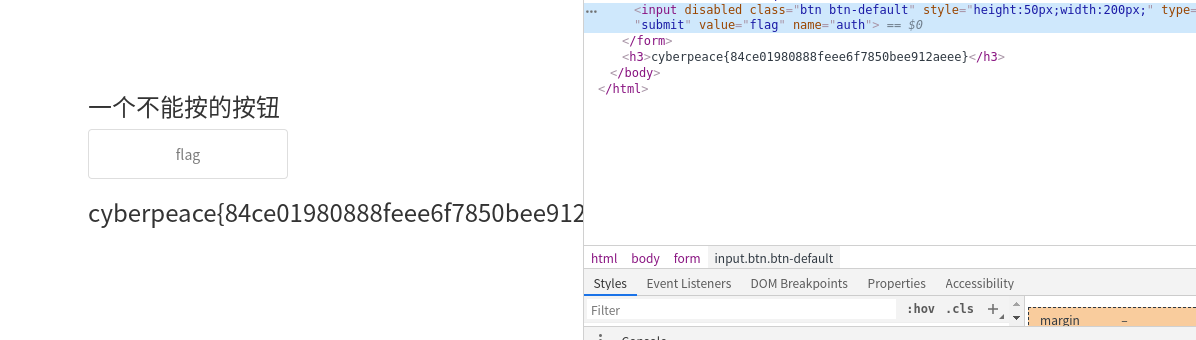 一个不能按的按钮
flag
cyberpeace{84ce01980888feee6f7850bee912
<input disabled class="btn btn-default" style="height:50px;width:200px;" type=
"submit" value="flag" name="auth"> == $0
</form>
<h3>cyberpeace{84ce01980888feee6f7850bee912aeee}</h3>
</body>
</html>
html body form input.btn.btn-default
Styles Event Listeners DOM Breakpoints Properties Accessibility
Filter :hov .cls +
margin –
Console